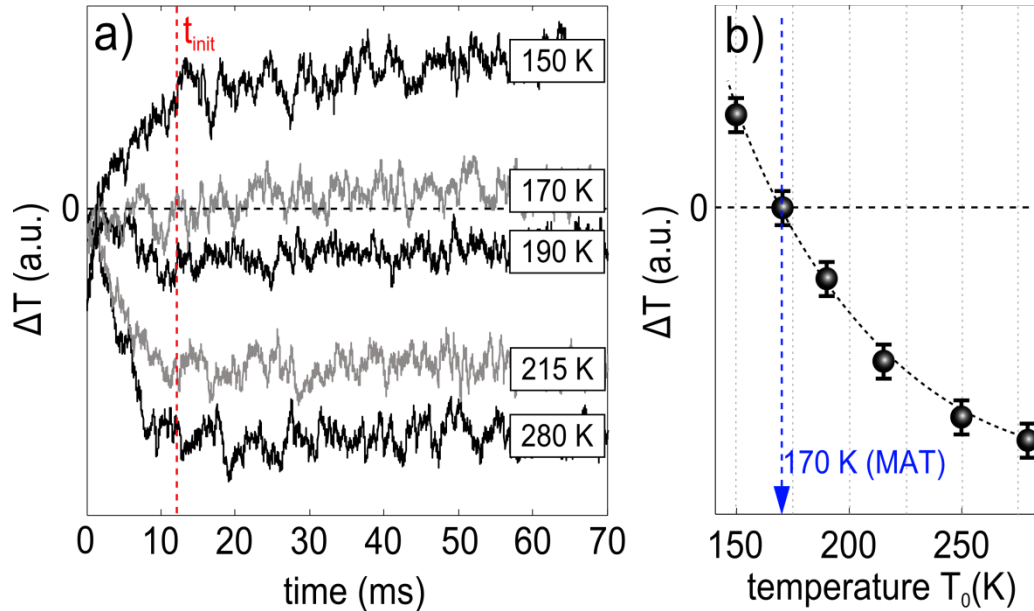 a)
t_init
150 K
170 K
190 K
215 K
280 K
0
ΔT (a.u.)
0 10 20 30 40 50 60 70
time (ms)
b)
0
ΔT (a.u.)
170 K (MAT)
150 200 250
temperature T_0(K)